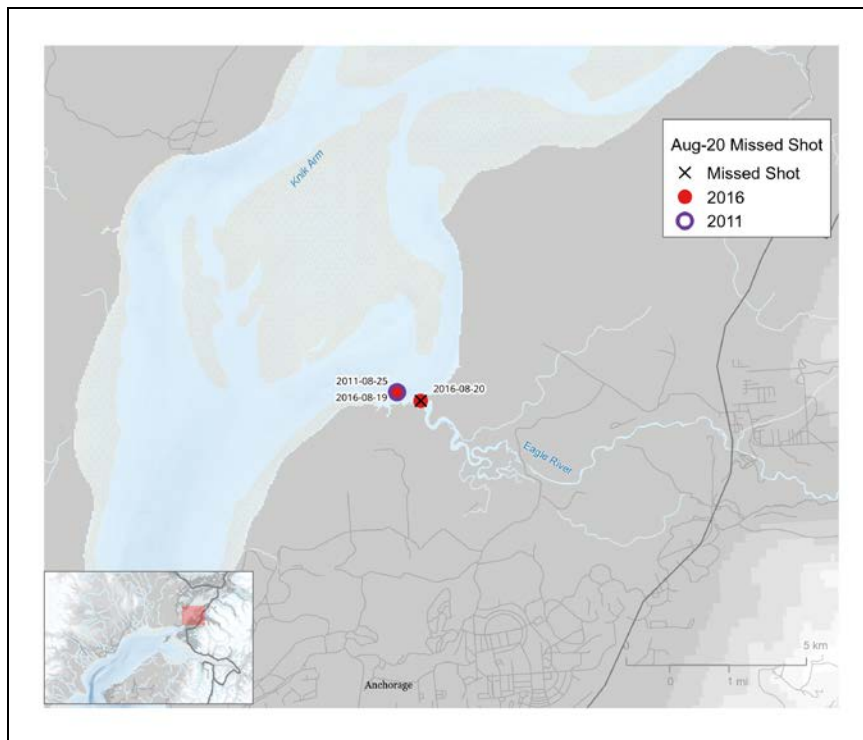 Knik Arm
Aug-20 Missed Shot
Missed Shot
2016
2011
2011-08-25
2016-08-20
2016-08-19
Eagle River
0 5 km
0 1 mi
Anchorage